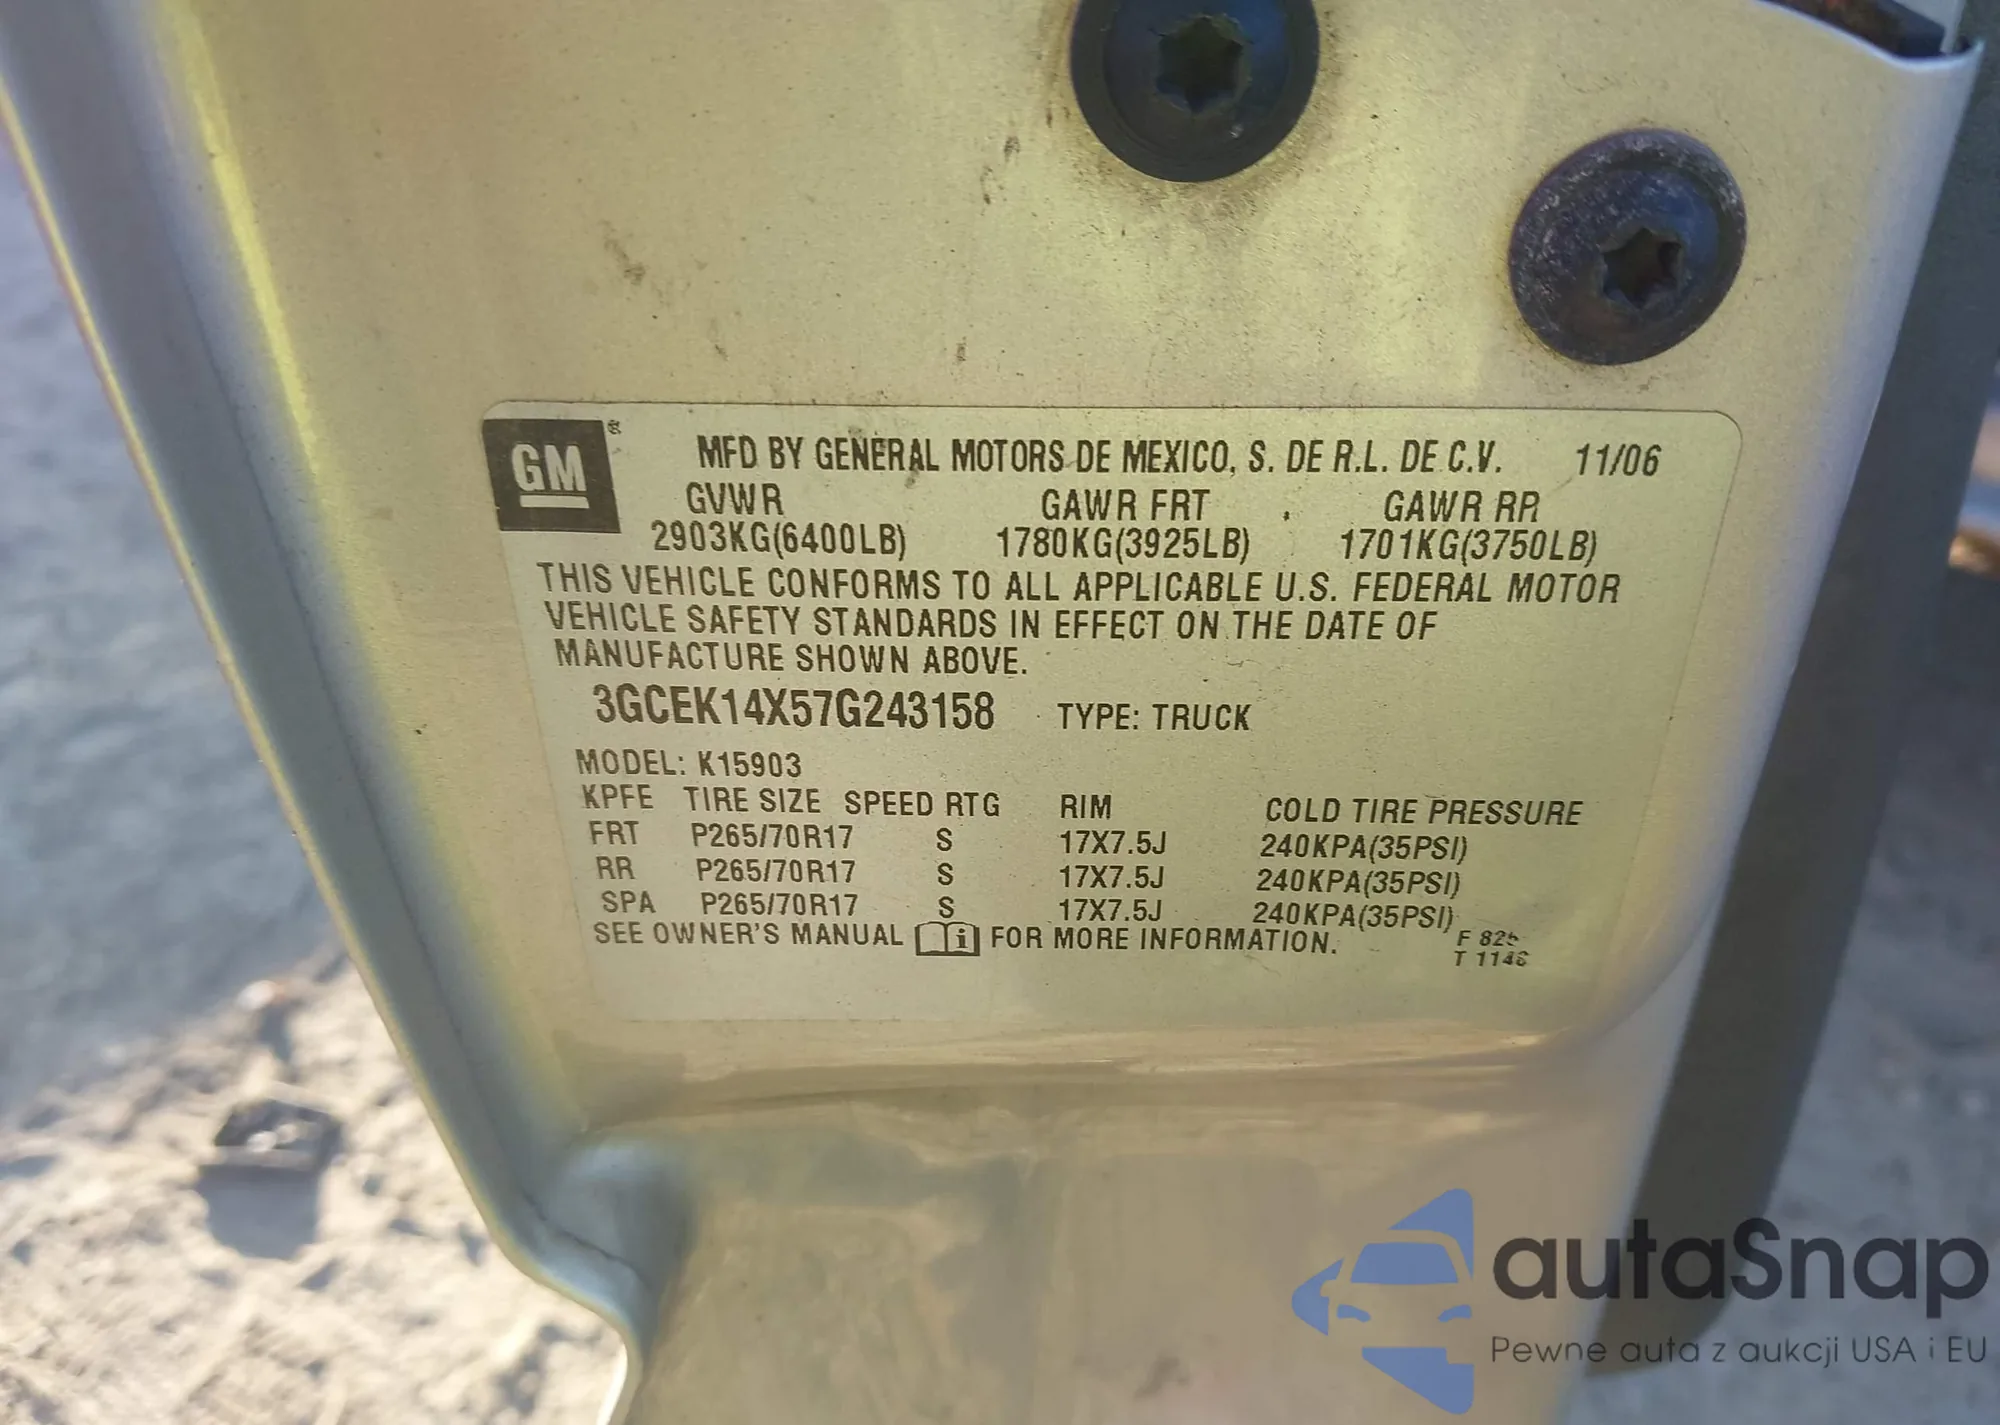 GM®
MFD BY GENERAL MOTORS DE MEXICO, S. DE R.L. DE C.V. 11/06
GVWR GAWR FRT GAWR RR
2903KG(6400LB) 1780KG(3925LB) 1701KG(3750LB)
THIS VEHICLE CONFORMS TO ALL APPLICABLE U.S. FEDERAL MOTOR
VEHICLE SAFETY STANDARDS IN EFFECT ON THE DATE OF
MANUFACTURE SHOWN ABOVE.
3GCEK14X57G243158 TYPE: TRUCK
MODEL: K15903
KPFE TIRE SIZE SPEED RTG RIM COLD TIRE PRESSURE
FRT P265/70R17 S 17X7.5J 240KPA(35PSI)
RR P265/70R17 S 17X7.5J 240KPA(35PSI)
SPA P265/70R17 S 17X7.5J 240KPA(35PSI)
SEE OWNER'S MANUAL i FOR MORE INFORMATION.
F
T
autaSnap
Pewne auta z aukcji USA i EU